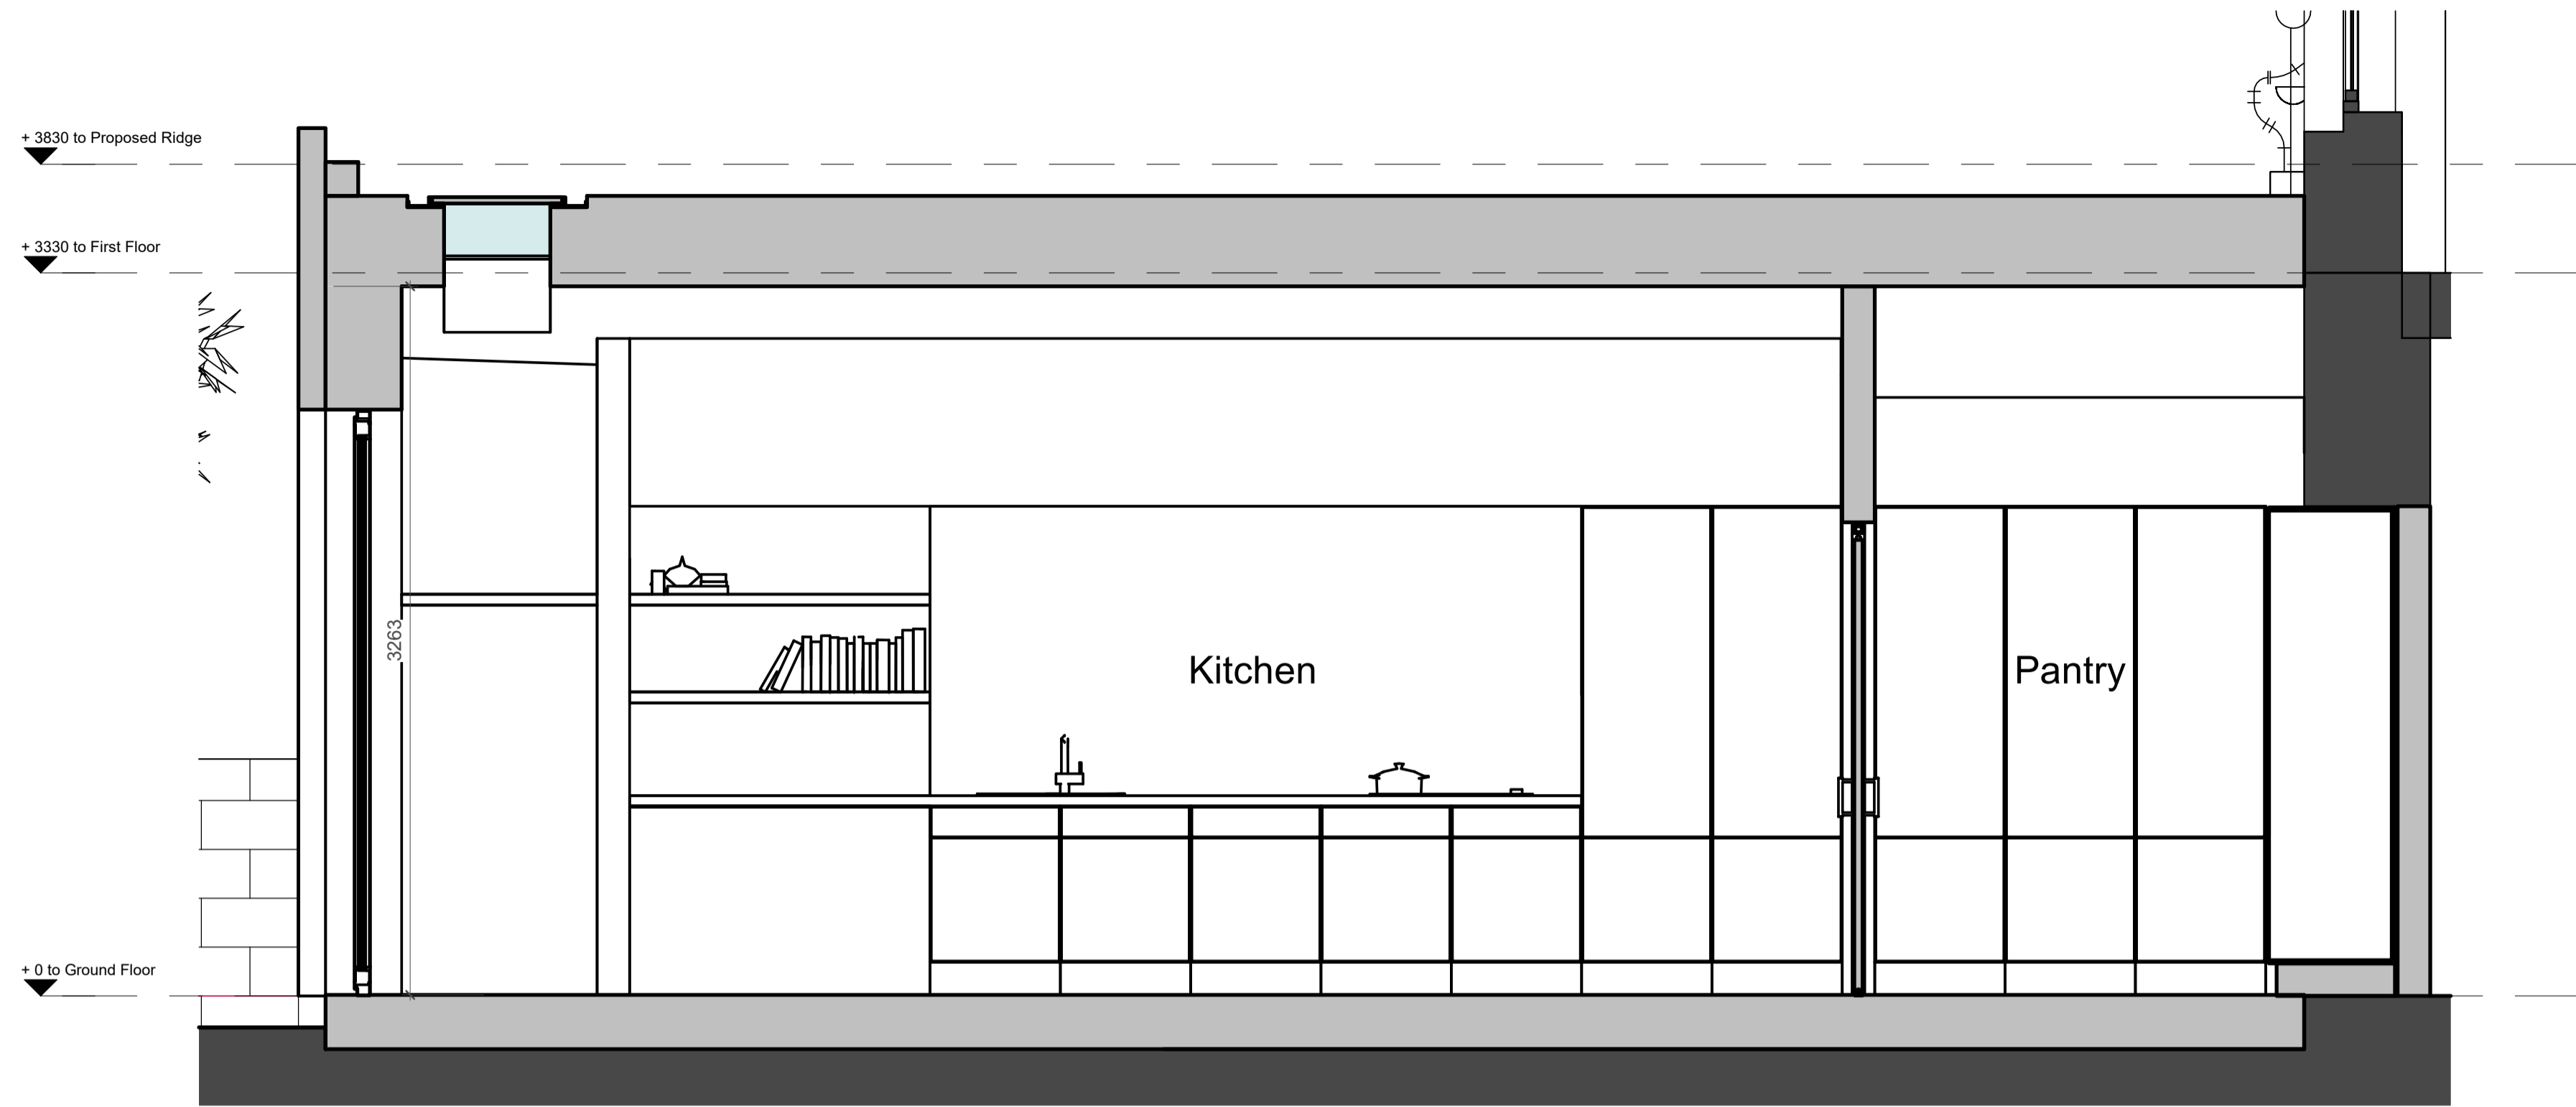 + 3830 to Proposed Ridge
+ 3330 to First Floor
3263
Kitchen
Pantry
+ 0 to Ground Floor